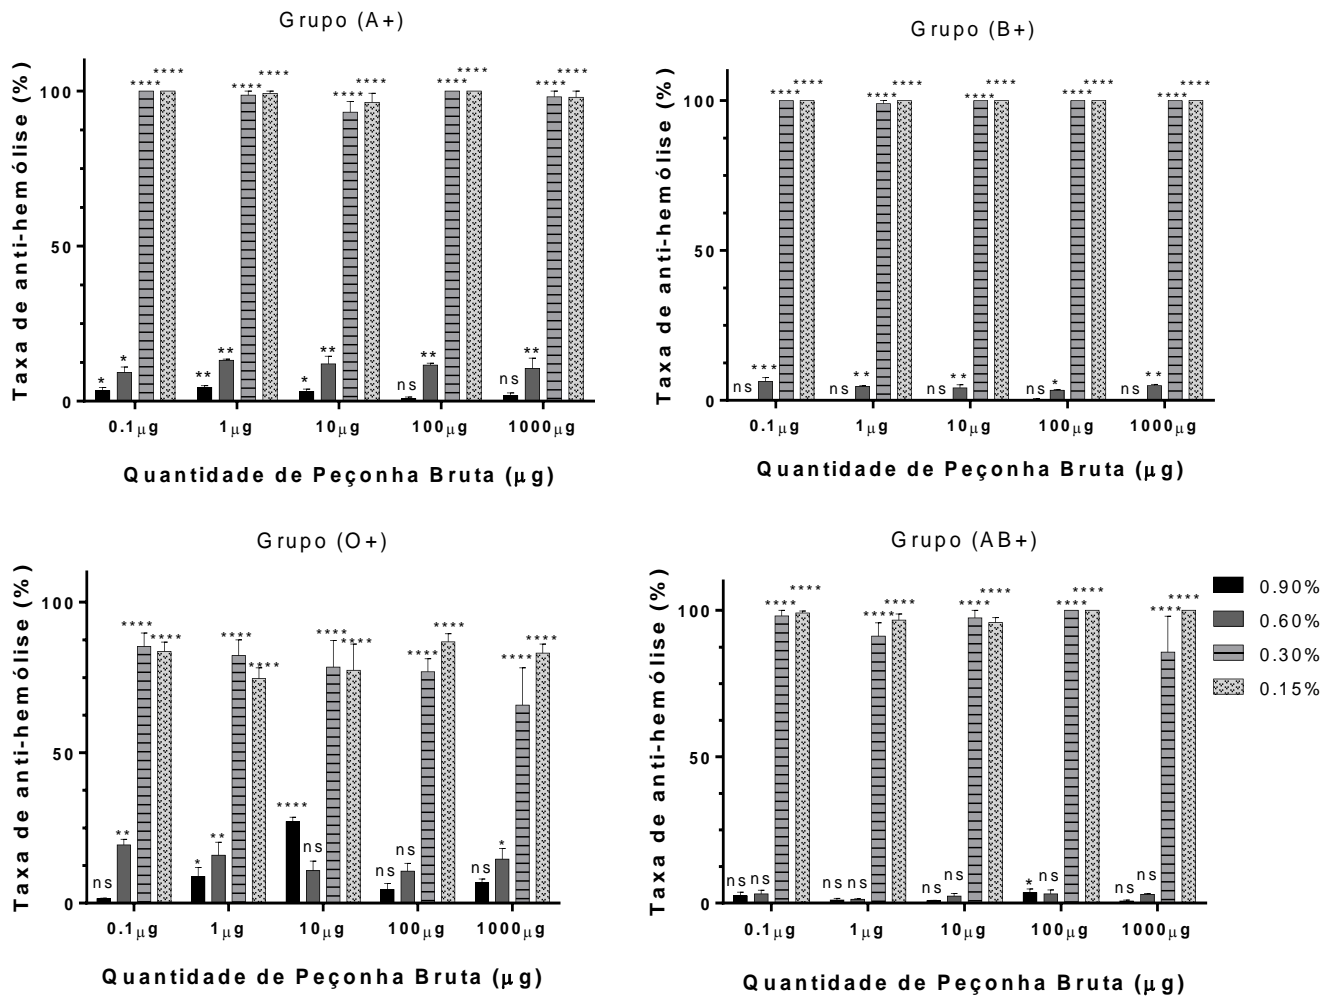 Grupo (A+)
Taxa de anti-hemólise (%)
100
50
0
**** **** **** **** **** **** **** **** **** ****
* * ** ** * ** ns ** ns **
0.1µg 1µg 10µg 100µg 1000µg
Quantidade de Peçonha Bruta (µg)
Grupo (B+)
Taxa de anti-hemólise (%)
100
50
0
**** **** **** **** **** **** **** **** **** ****
ns *** ns ** ns ** ns * ns **
0.1µg 1µg 10µg 100µg 1000µg
Quantidade de Peçonha Bruta (µg)
Grupo (O+)
Taxa de anti-hemólise (%)
100
50
0
**** **** **** **** **** **** **** **** **** ****
ns ** * ** **** ns ns ns ns *
0.1µg 1µg 10µg 100µg 1000µg
Quantidade de Peçonha Bruta (µg)
Grupo (AB+)
Taxa de anti-hemólise (%)
100
50
0
**** **** **** **** **** **** **** **** **** ****
ns ns ns ns ns ns * ns ns ns
0.1µg 1µg 10µg 100µg 1000µg
Quantidade de Peçonha Bruta (µg)
0.90%
0.60%
0.30%
0.15%